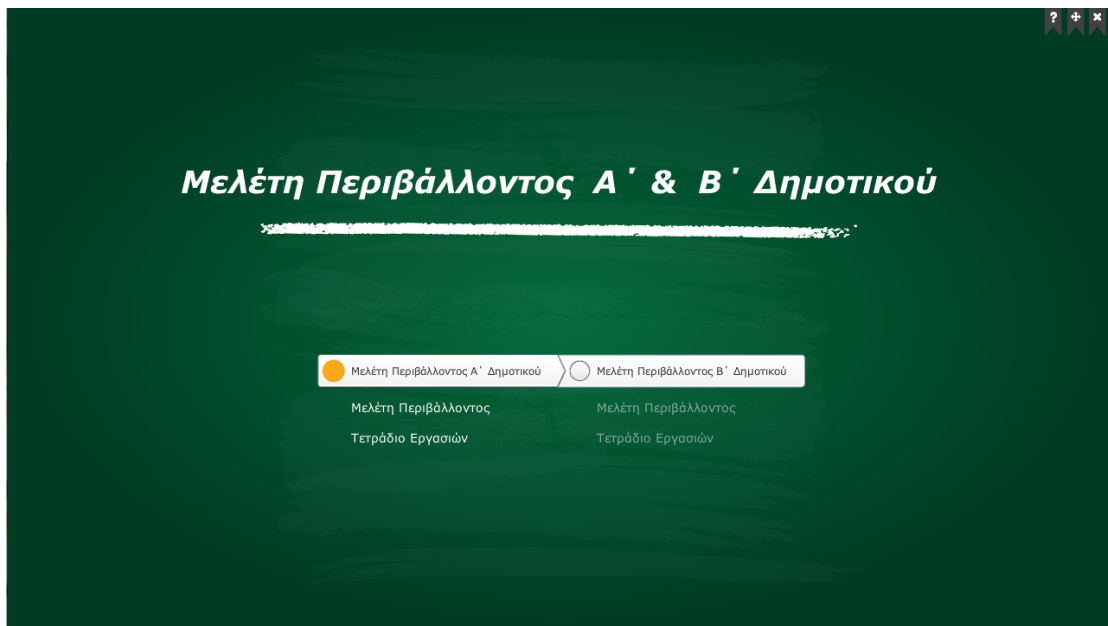 Μελέτη Περιβάλλοντος Α΄ & Β΄ Δημοτικού
Μελέτη Περιβάλλοντος Α΄ Δημοτικού
Μελέτη Περιβάλλοντος Β΄ Δημοτικού
Μελέτη Περιβάλλοντος
Μελέτη Περιβάλλοντος
Τετράδιο Εργασιών
Τετράδιο Εργασιών